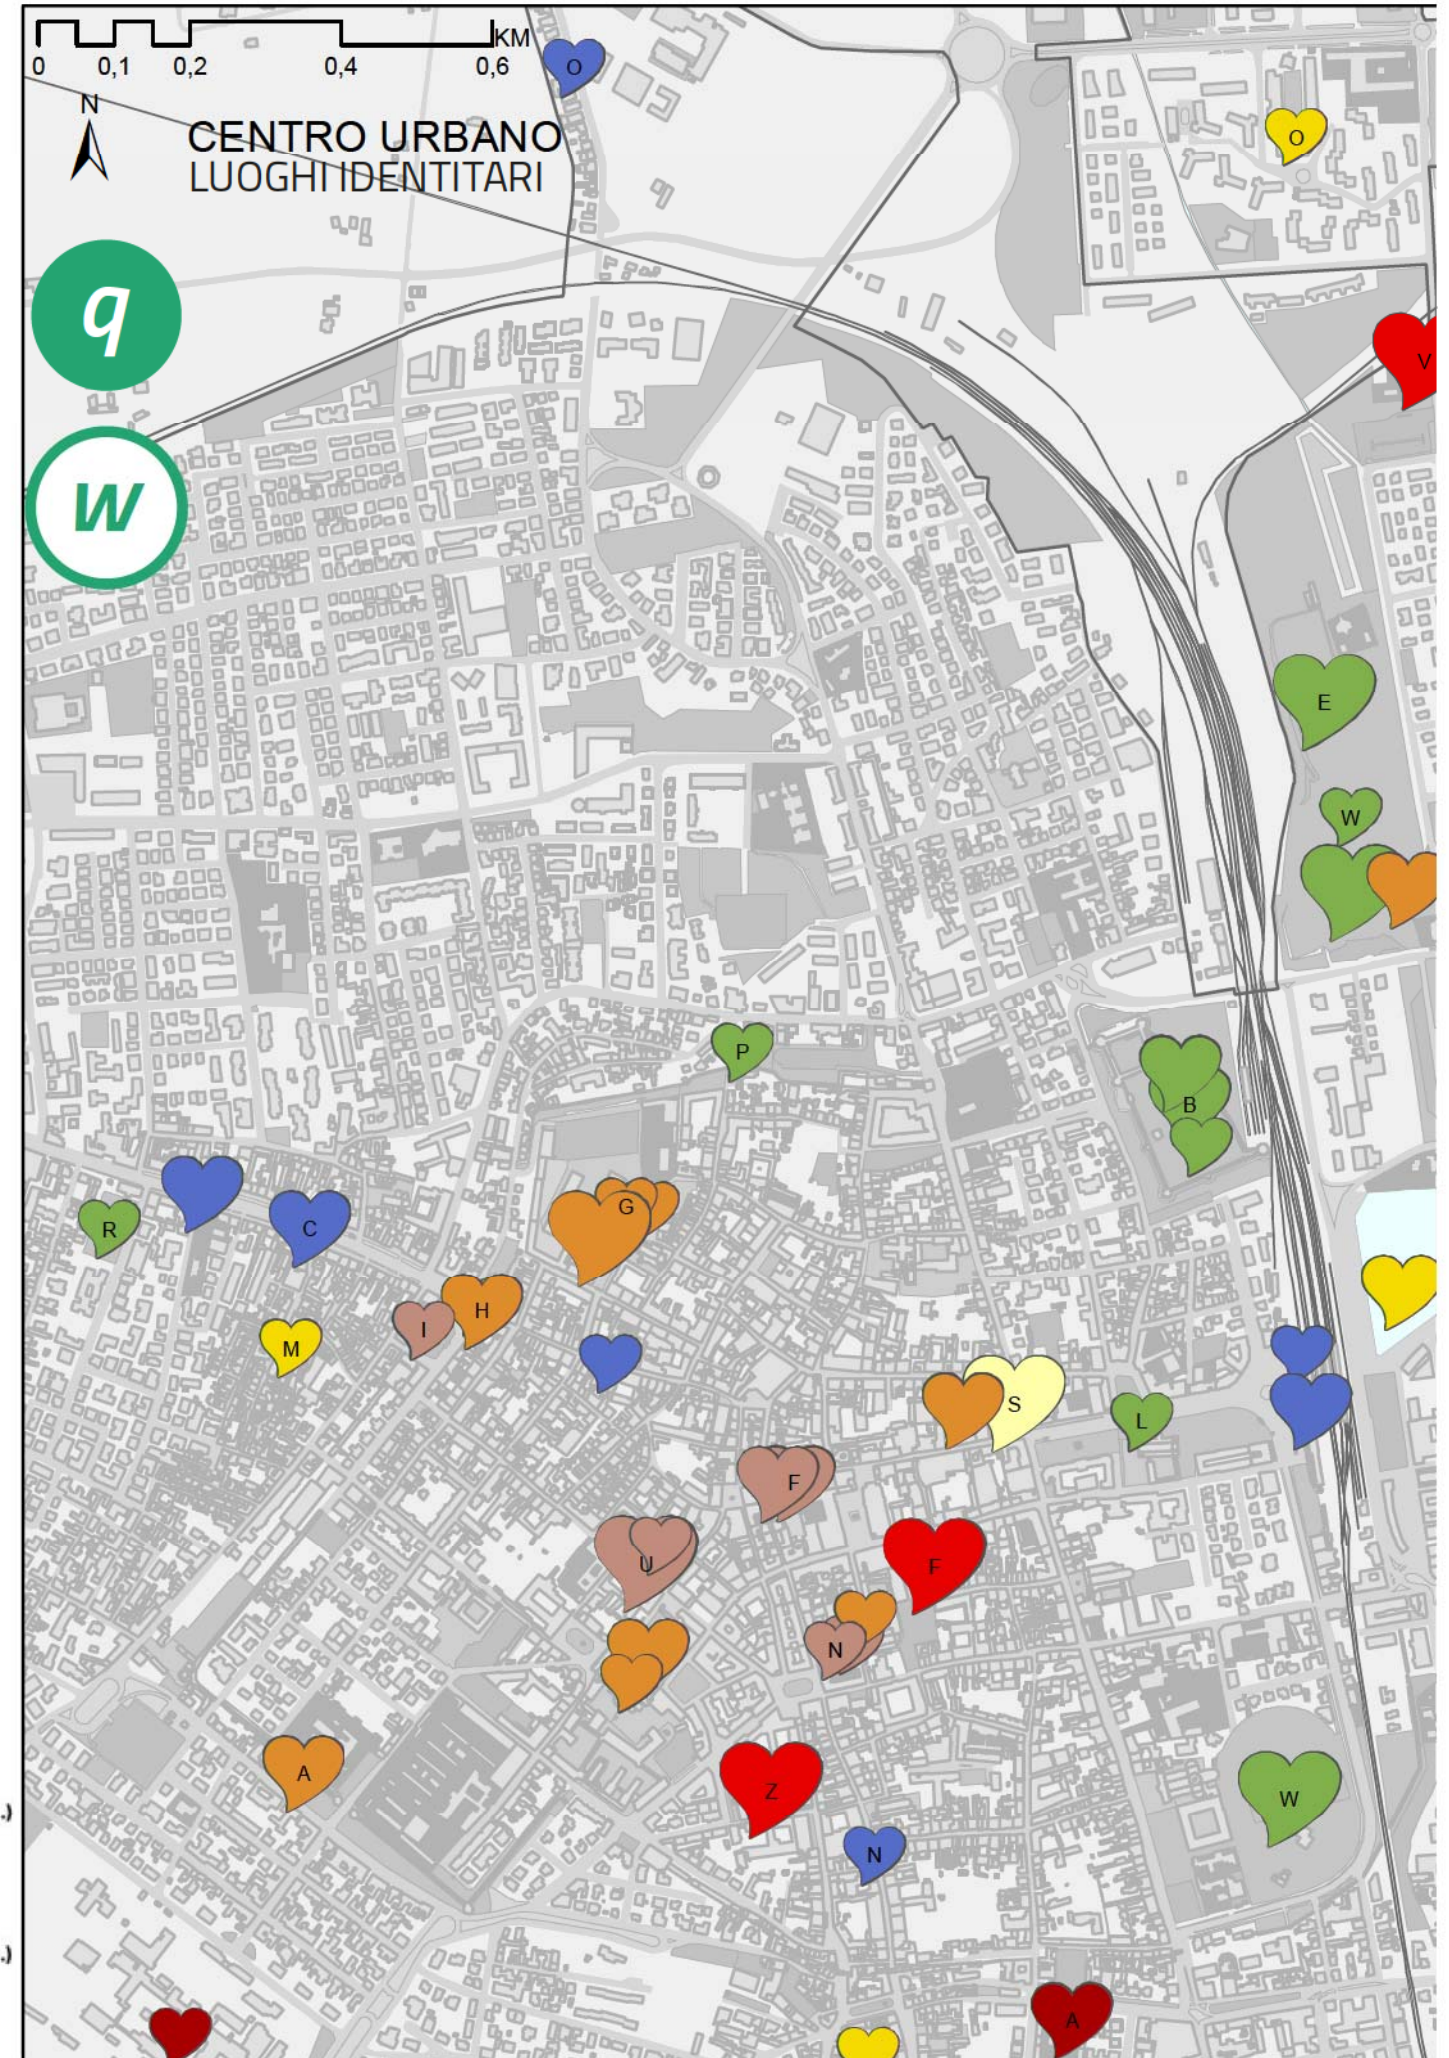 KM
0 0,1 0,2 0,4 0,6
N
CENTRO URBANO
LUOGHI IDENTITARI
O
O
q
V
w
E
W
P
B
R
C
G
H
I
M
S
L
F
U
F
N
A
Z
W
.)
N
.)
A